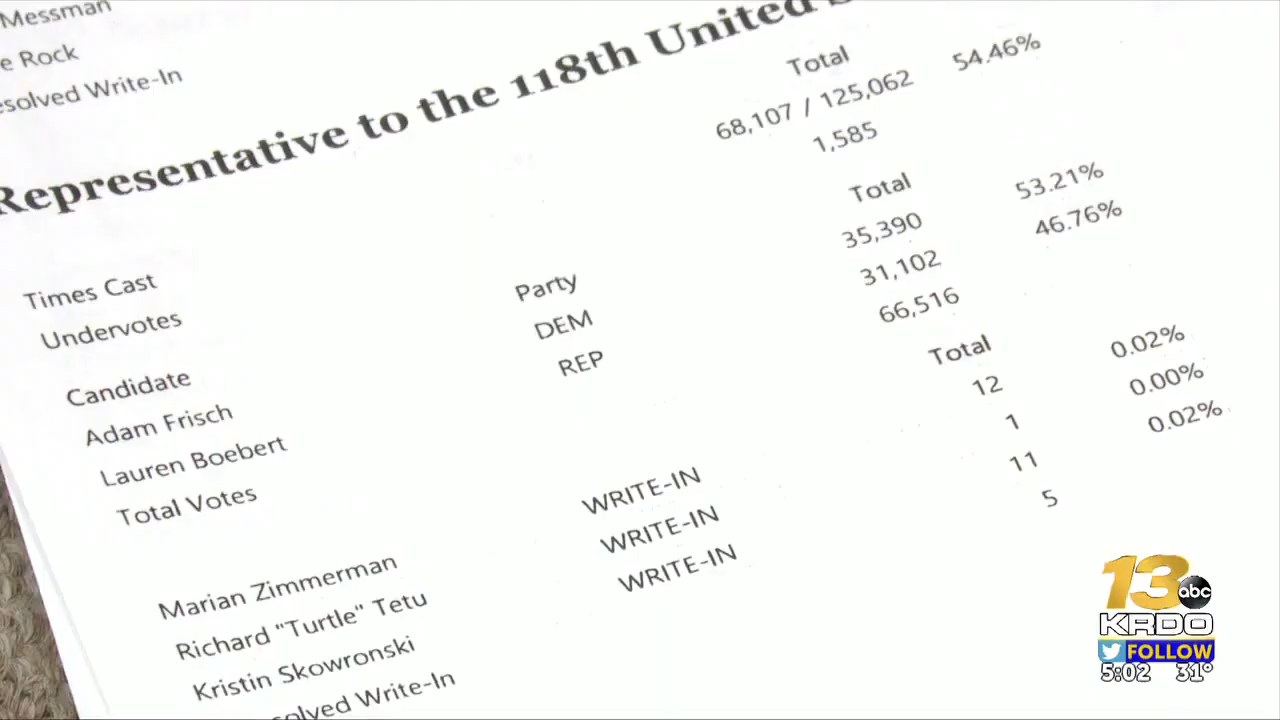 Messman
e Rock
esolved Write-In
Representative to the 118th United
Total
Times Cast 68,107 / 125,062 54.46%
Undervotes 1,585
Candidate Party Total
Adam Frisch DEM 35,390 53.21%
Lauren Boebert REP 31,102 46.76%
Total Votes 66,516
Total
Marian Zimmerman WRITE-IN 12 0.02%
Richard "Turtle" Tetu WRITE-IN 1 0.00%
Kristin Skowronski WRITE-IN 11 0.02%
solved Write-In 5
13 abc
KRDO
FOLLOW
5:02 31°